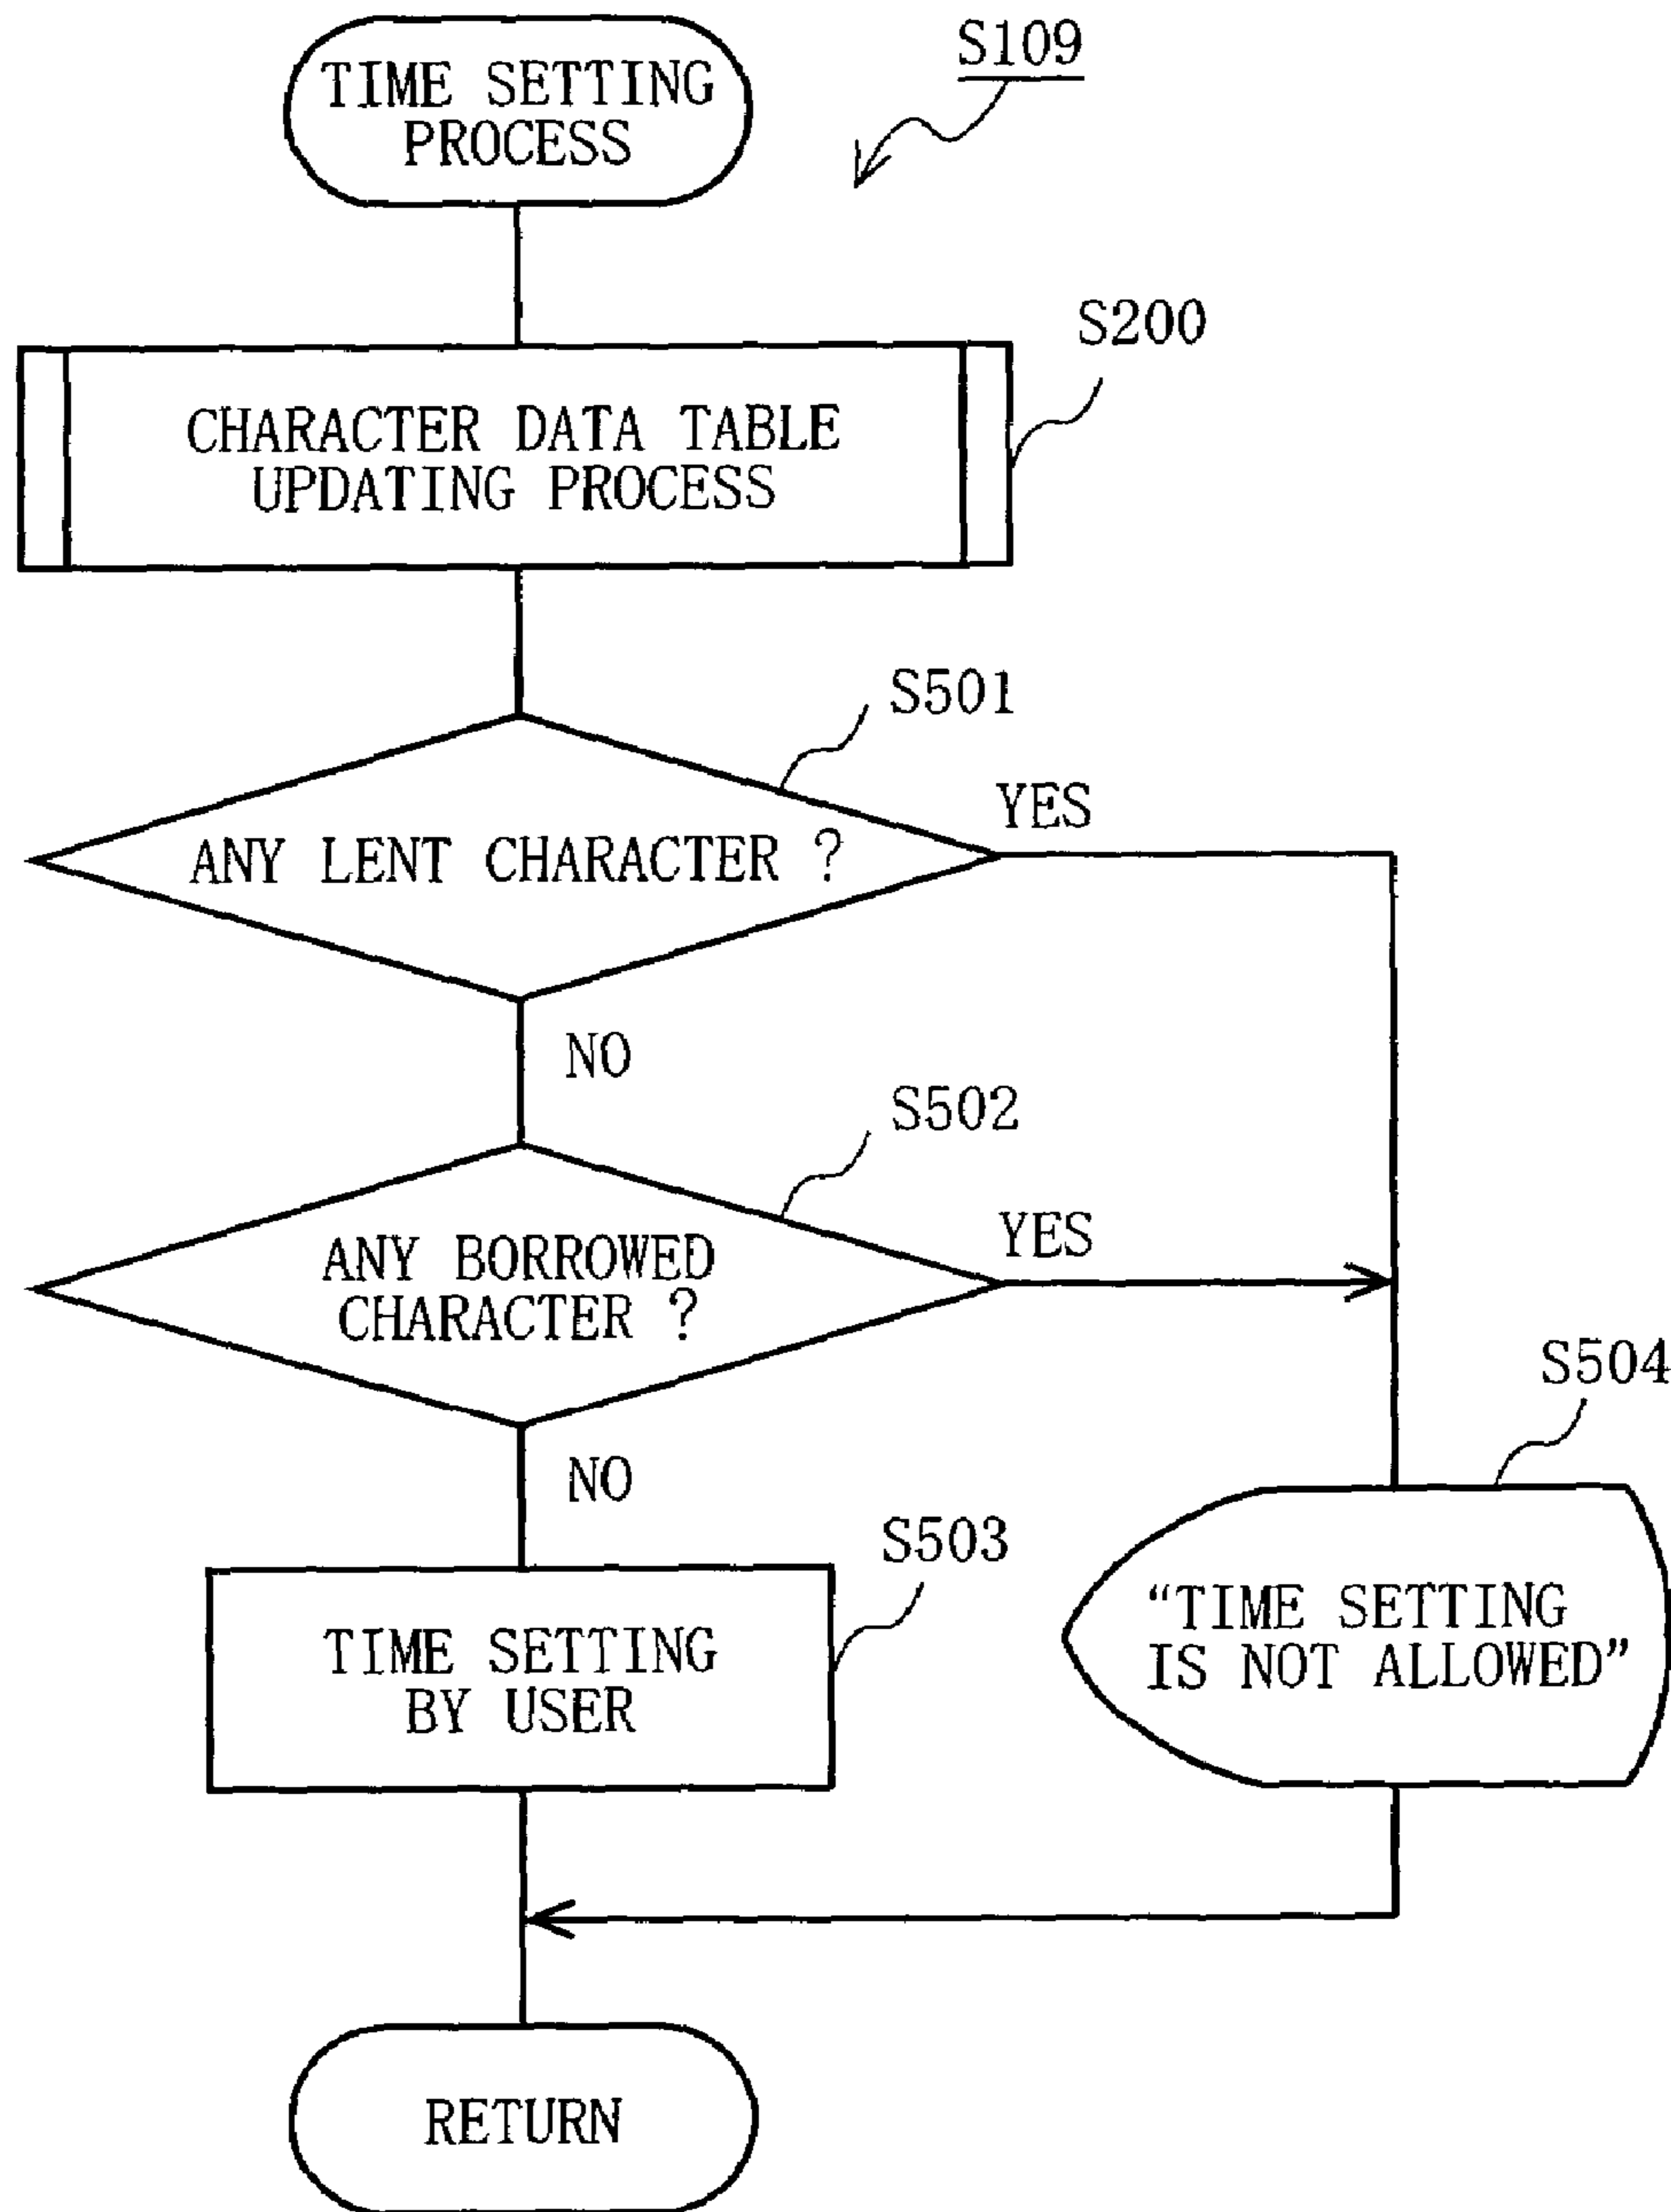 S109
TIME SETTING
PROCESS
S200
CHARACTER DATA TABLE
UPDATING PROCESS
S501
ANY LENT CHARACTER ?
YES
NO
S502
ANY BORROWED
CHARACTER ?
YES
NO
S503
TIME SETTING
BY USER
S504
“TIME SETTING
IS NOT ALLOWED”
RETURN